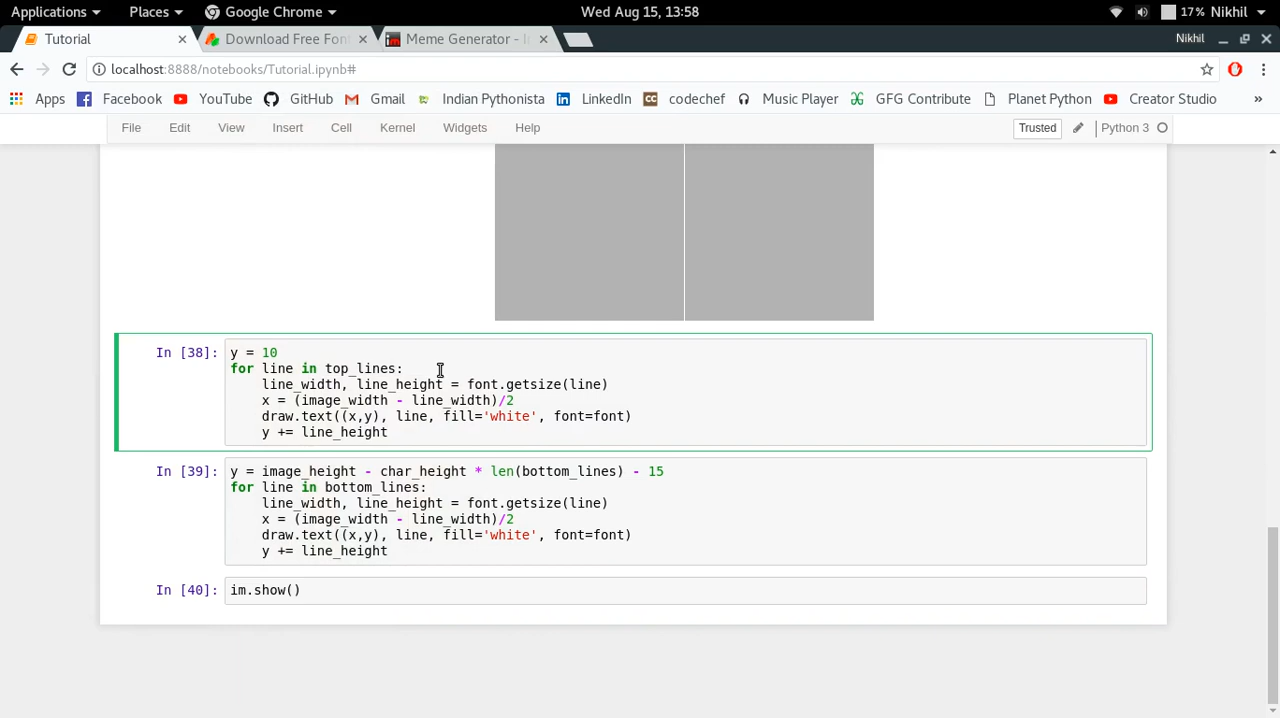 Applications Places Google Chrome Wed Aug 15, 13:58 17% Nikhil
Tutorial Download Free Font Meme Generator - I Nikhil
localhost:8888/notebooks/Tutorial.ipynb#
Apps Facebook YouTube GitHub Gmail Indian Pythonista LinkedIn CC codechef Music Player GFG Contribute Planet Python Creator Studio »
File Edit View Insert Cell Kernel Widgets Help Trusted Python 3
In [38]: y = 10
for line in top_lines:
line_width, line_height = font.getsize(line)
x = (image_width - line_width)/2
draw.text((x,y), line, fill='white', font=font)
y += line_height
In [39]: y = image_height - char_height * len(bottom_lines) - 15
for line in bottom_lines:
line_width, line_height = font.getsize(line)
x = (image_width - line_width)/2
draw.text((x,y), line, fill='white', font=font)
y += line_height
In [40]: im.show()